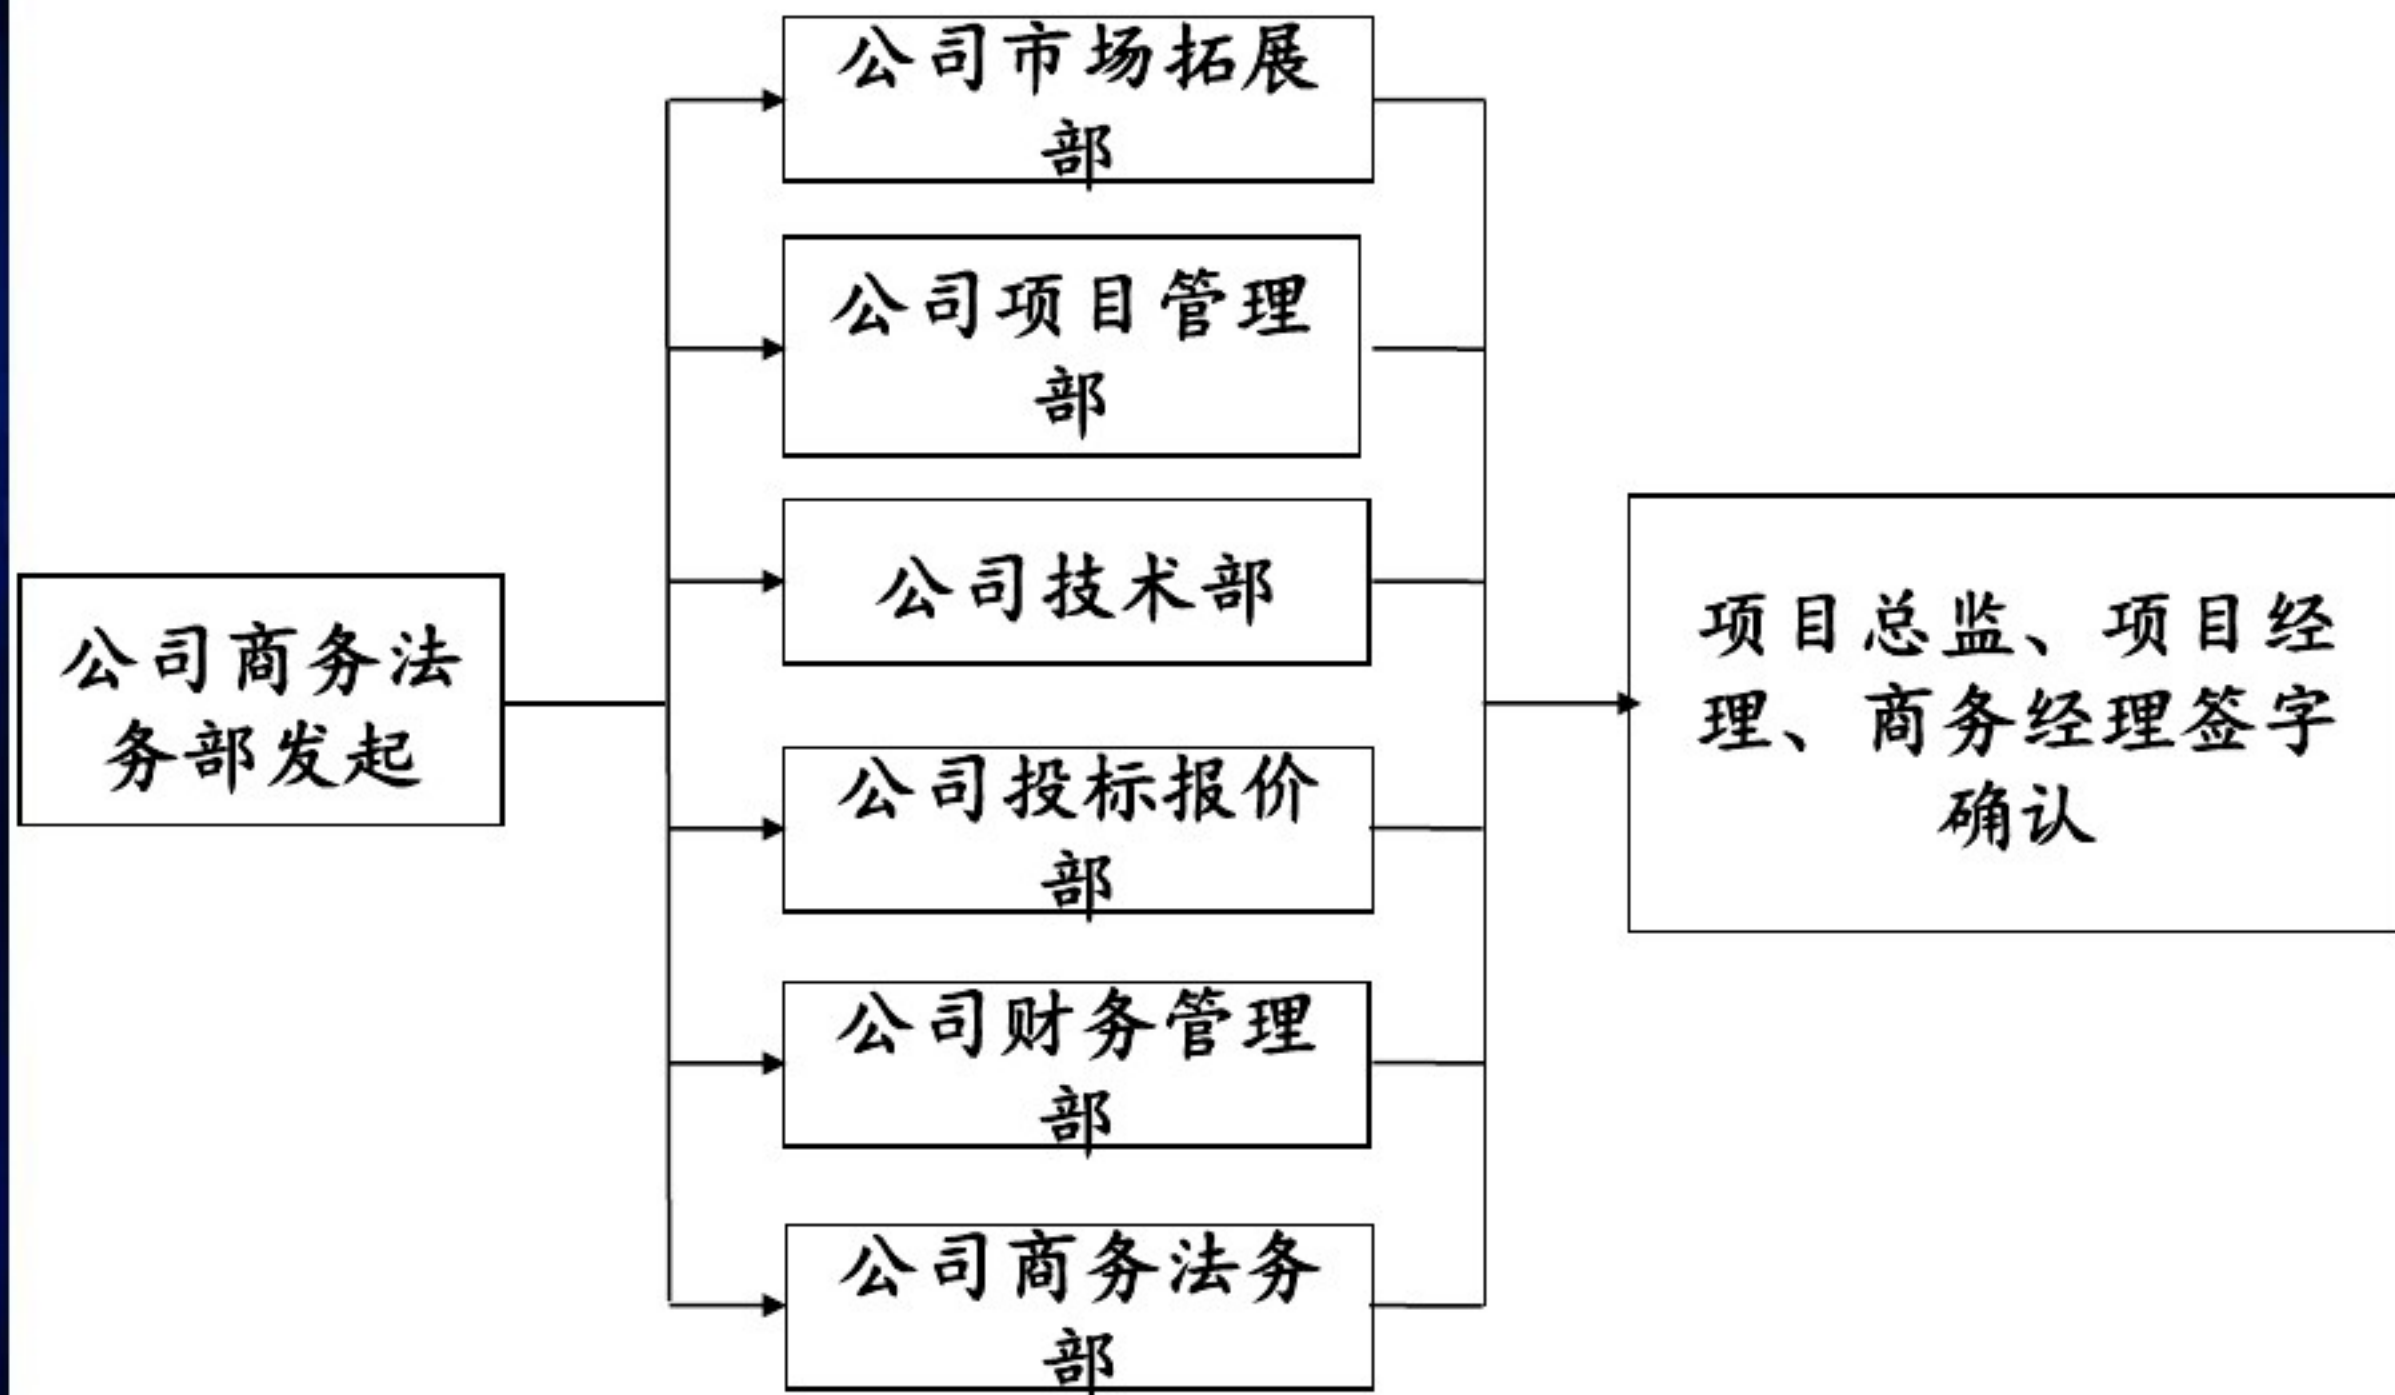 公司商务法
务部发起
公司市场拓展
部
公司项目管理
部
公司技术部
公司投标报价
部
公司财务管理
部
公司商务法务
部
项目总监、项目经
理、商务经理签字
确认